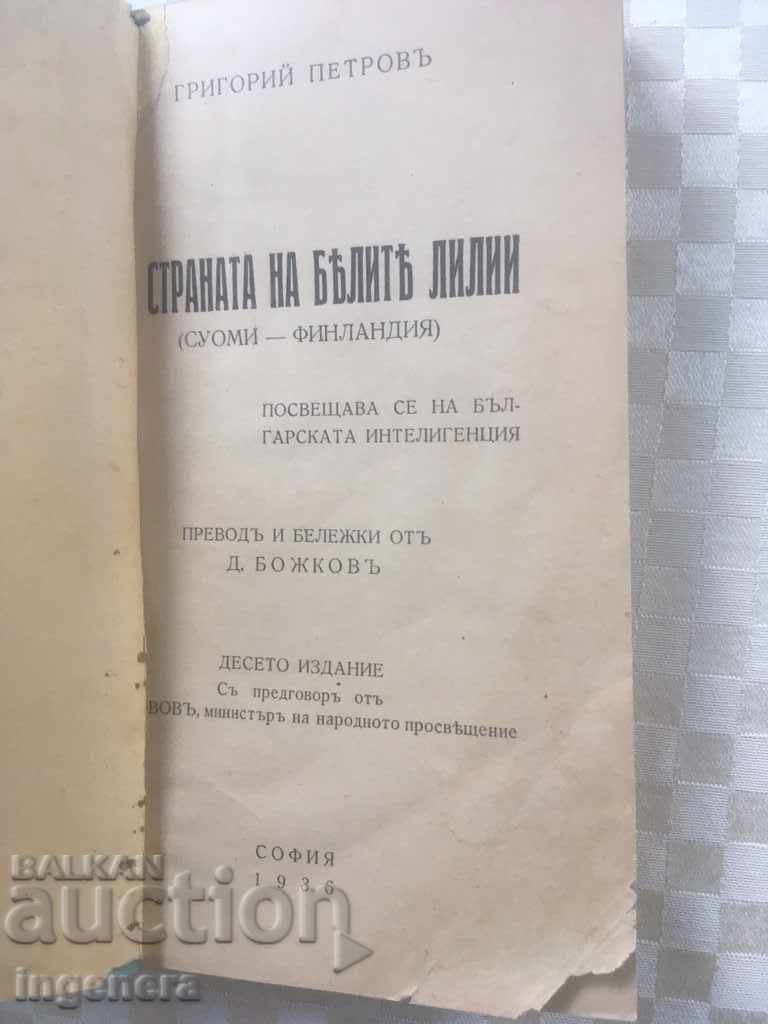 ГРИГОРИЙ ПЕТРОВЪ
СТРАНАТА НА БѢЛИТѢ ЛИЛИИ
(СУОМИ — ФИНЛАНДИЯ)
ПОСВЕЩАВА СЕ НА БЪЛ-
ГАРСКАТА ИНТЕЛИГЕНЦИЯ
ПРЕВОДЪ И БЕЛЕЖКИ ОТЪ
Д. БОЖКОВЪ
ДЕСЕТО ИЗДАНИЕ
Съ предговоръ отъ
ВОВЪ, министъръ на народното просвѣщение
СОФИЯ
1936
BALKAN
auction
ingenera